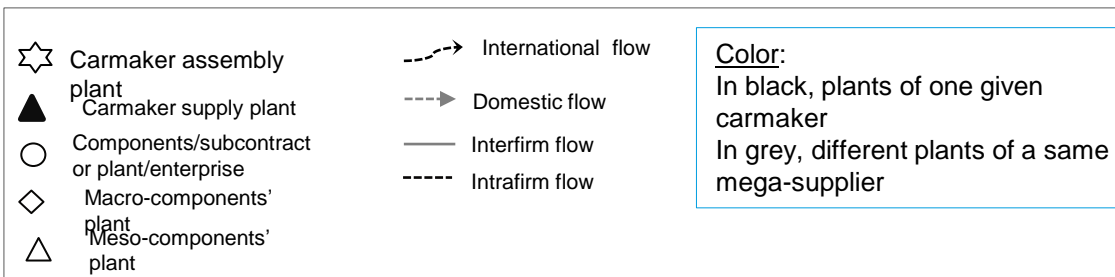 Carmaker assembly
plant
Carmaker supply plant
Components/subcontract
or plant/enterprise
Macro-components’
plant
Meso-components’
plant
International flow
Domestic flow
Interfirm flow
Intrafirm flow
Color:
In black, plants of one given
carmaker
In grey, different plants of a same
mega-supplier